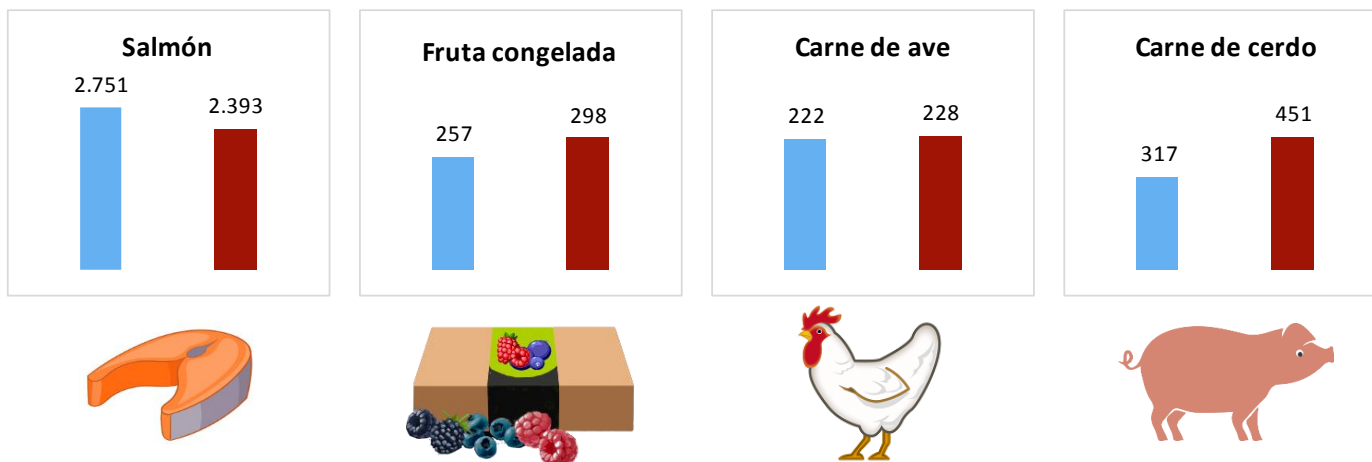 Salmón
2.751
2.393
Fruta congelada
257
298
Carne de ave
222
228
Carne de cerdo
317
451